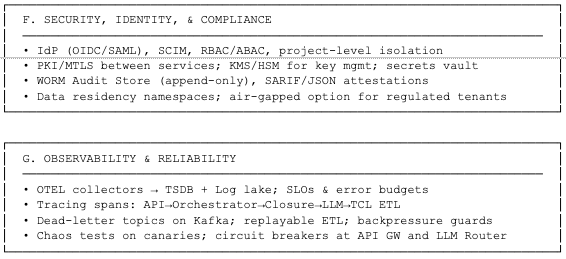 F. SECURITY, IDENTITY, & COMPLIANCE
• IdP (OIDC/SAML), SCIM, RBAC/ABAC, project-level isolation
• PKI/MTLS between services; KMS/HSM for key mgmt; secrets vault
• WORM Audit Store (append-only), SARIF/JSON attestations
• Data residency namespaces; air-gapped option for regulated tenants
G. OBSERVABILITY & RELIABILITY
• OTEL collectors → TSDB + Log lake; SLOs & error budgets
• Tracing spans: API→Orchestrator→Closure→LLM→TCL ETL
• Dead-letter topics on Kafka; replayable ETL; backpressure guards
• Chaos tests on canaries; circuit breakers at API GW and LLM Router